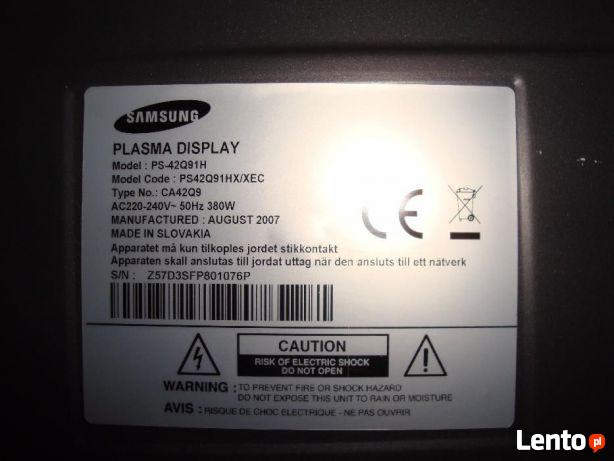 SAMSUNG
PLASMA DISPLAY
Model : PS-42Q91H
Model Code : PS42Q91HX/XEC
Type No.: CA42Q9
AC220-240V~ 50Hz 380W
MANUFACTURED : AUGUST 2007
MADE IN SLOVAKIA
Apparatet må kun tilkoples jordet stikkontakt
Apparaten skall anslutas till jordat uttag när den ansluts till ett nätverk
S/N : Z57D3SFP801076P
CE
CAUTION
RISK OF ELECTRIC SHOCK
DO NOT OPEN
WARNING : TO PREVENT FIRE OR SHOCK HAZARD
DO NOT EXPOSE THIS UNIT TO RAIN OR MOISTURE
AVIS : RISQUE DE CHOC ELECTRIQUE - NE PAS OUVRIR
Lento.pl